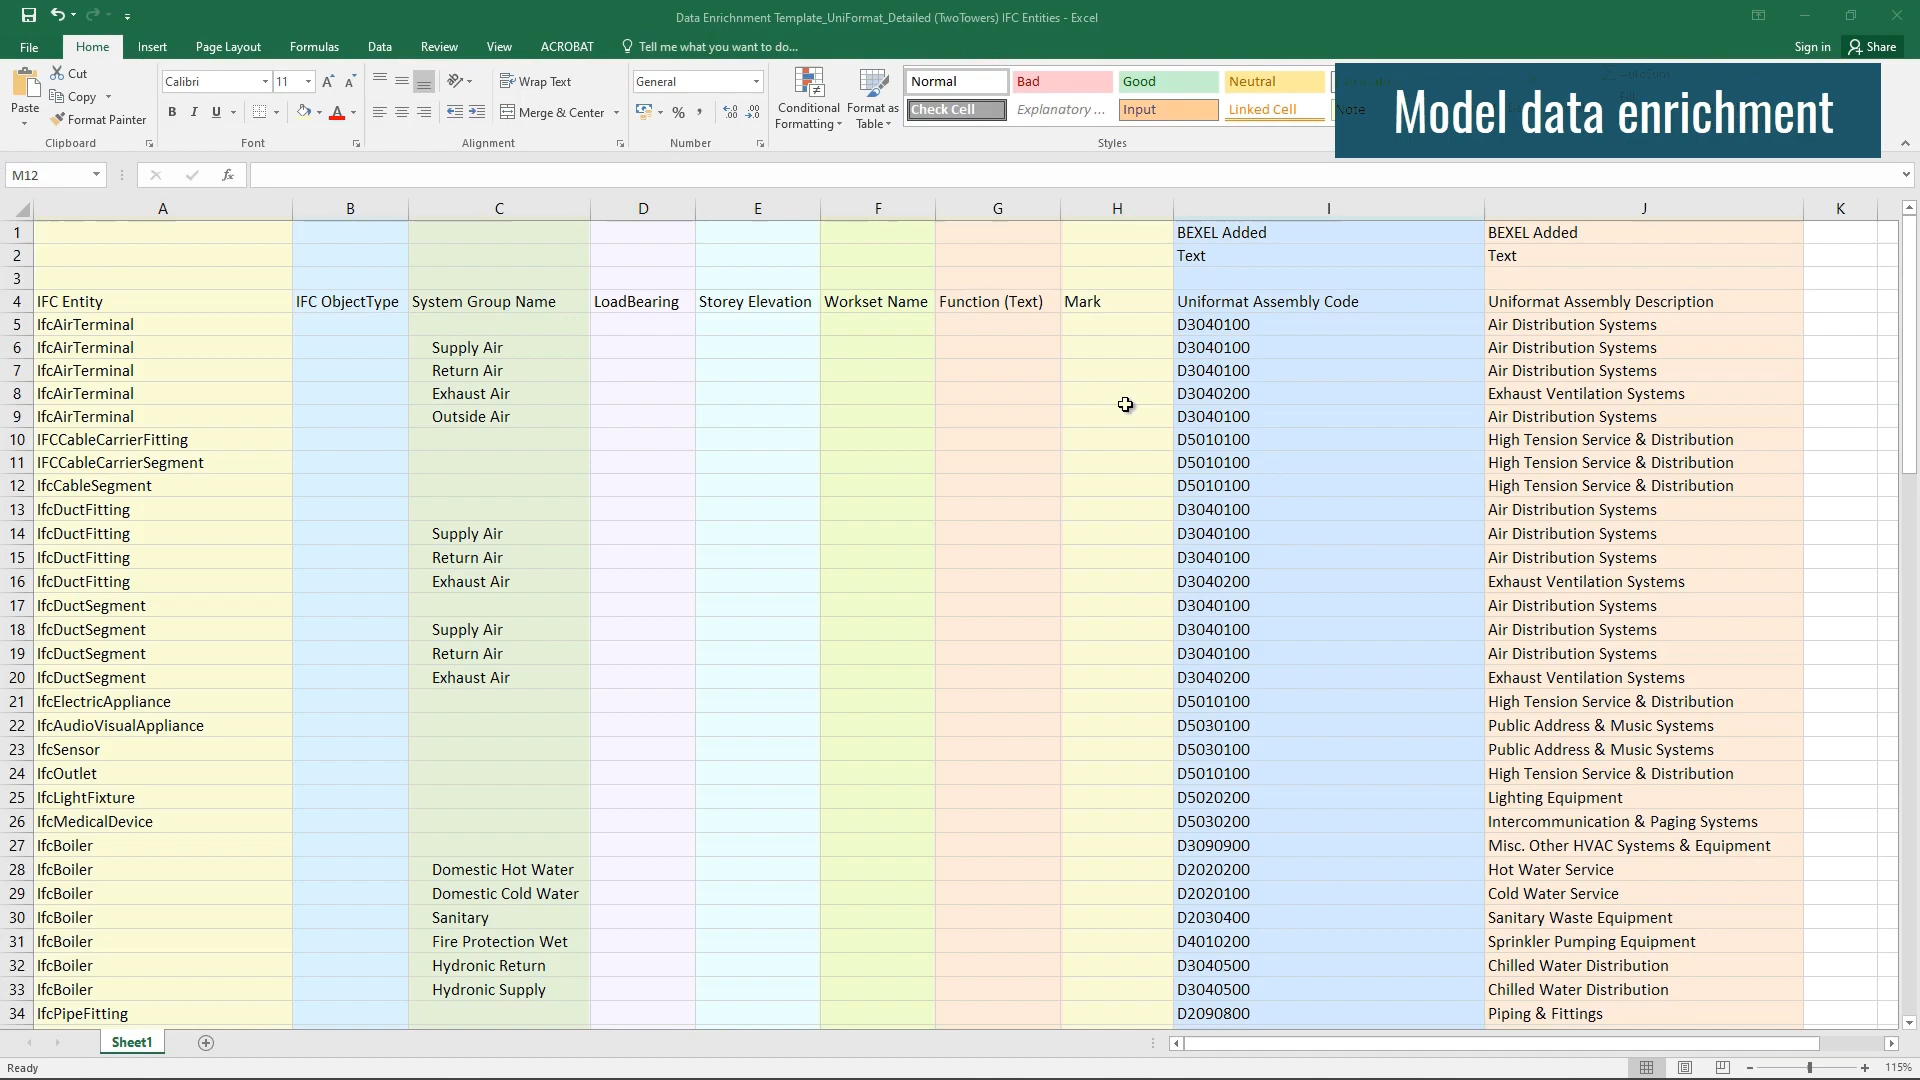 Data Enrichnment Template_UniFormat_Detailed (TwoTowers) IFC Entities - Excel
File Home Insert Page Layout Formulas Data Review View ACROBAT Tell me what you want to do... Sign in Share
Paste Cut Copy Format Painter Clipboard
Calibri 11 B I U Font
Wrap Text Merge & Center Alignment
General % Number
Conditional Formatting Format as Table
Normal Bad Good Neutral
Check Cell Explanatory ... Input Linked Cell Note
Styles
Model data enrichment
M12 fx
A B C D E F G H I J K
1 BEXEL Added BEXEL Added
2 Text Text
3
4 IFC Entity IFC ObjectType System Group Name LoadBearing Storey Elevation Workset Name Function (Text) Mark Uniformat Assembly Code Uniformat Assembly Description
5 IfcAirTerminal D3040100 Air Distribution Systems
6 IfcAirTerminal Supply Air D3040100 Air Distribution Systems
7 IfcAirTerminal Return Air D3040100 Air Distribution Systems
8 IfcAirTerminal Exhaust Air D3040200 Exhaust Ventilation Systems
9 IfcAirTerminal Outside Air D3040100 Air Distribution Systems
10 IFCCableCarrierFitting D5010100 High Tension Service & Distribution
11 IFCCableCarrierSegment D5010100 High Tension Service & Distribution
12 IfcCableSegment D5010100 High Tension Service & Distribution
13 IfcDuctFitting D3040100 Air Distribution Systems
14 IfcDuctFitting Supply Air D3040100 Air Distribution Systems
15 IfcDuctFitting Return Air D3040100 Air Distribution Systems
16 IfcDuctFitting Exhaust Air D3040200 Exhaust Ventilation Systems
17 IfcDuctSegment D3040100 Air Distribution Systems
18 IfcDuctSegment Supply Air D3040100 Air Distribution Systems
19 IfcDuctSegment Return Air D3040100 Air Distribution Systems
20 IfcDuctSegment Exhaust Air D3040200 Exhaust Ventilation Systems
21 IfcElectricAppliance D5010100 High Tension Service & Distribution
22 IfcAudioVisualAppliance D5030100 Public Address & Music Systems
23 IfcSensor D5030100 Public Address & Music Systems
24 IfcOutlet D5010100 High Tension Service & Distribution
25 IfcLightFixture D5020200 Lighting Equipment
26 IfcMedicalDevice D5030200 Intercommunication & Paging Systems
27 IfcBoiler D3090900 Misc. Other HVAC Systems & Equipment
28 IfcBoiler Domestic Hot Water D2020200 Hot Water Service
29 IfcBoiler Domestic Cold Water D2020100 Cold Water Service
30 IfcBoiler Sanitary D2030400 Sanitary Waste Equipment
31 IfcBoiler Fire Protection Wet D4010200 Sprinkler Pumping Equipment
32 IfcBoiler Hydronic Return D3040500 Chilled Water Distribution
33 IfcBoiler Hydronic Supply D3040500 Chilled Water Distribution
34 IfcPipeFitting D2090800 Piping & Fittings
Sheet1
Ready 115%